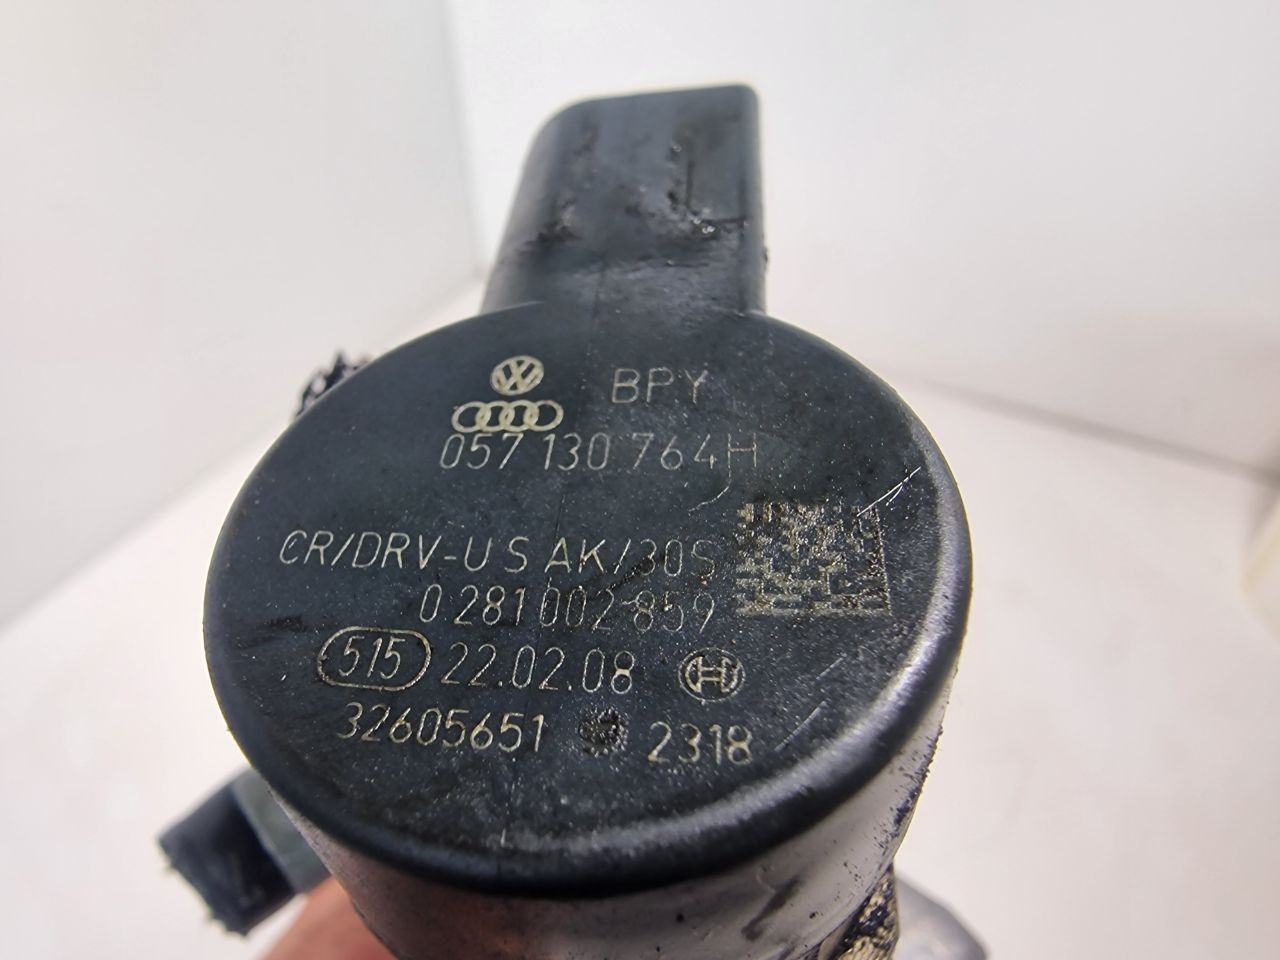 BPY
057 130 764H
CR/DRV-U S AK/30S
0 281 002 859
515 22.02.08
32605651 2318